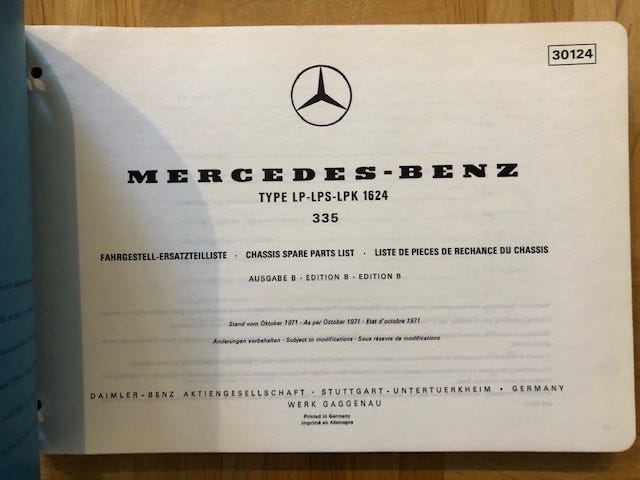 30124
MERCEDES-BENZ
TYPE LP-LPS-LPK 1624
335
FAHRGESTELL-ERSATZTEILLISTE · CHASSIS SPARE PARTS LIST · LISTE DE PIECES DE RECHANCE DU CHASSIS
AUSGABE B · EDITION B · EDITION B
Stand vom Oktober 1971 · As per October 1971 · Etat d'octobre 1971
Änderungen vorbehalten · Subject to modifications · Sous réserve de modifications
DAIMLER-BENZ AKTIENGESELLSCHAFT · STUTTGART-UNTERTUERKHEIM · GERMANY
WERK GAGGENAU
Printed in Germany
Imprimé en Allemagne